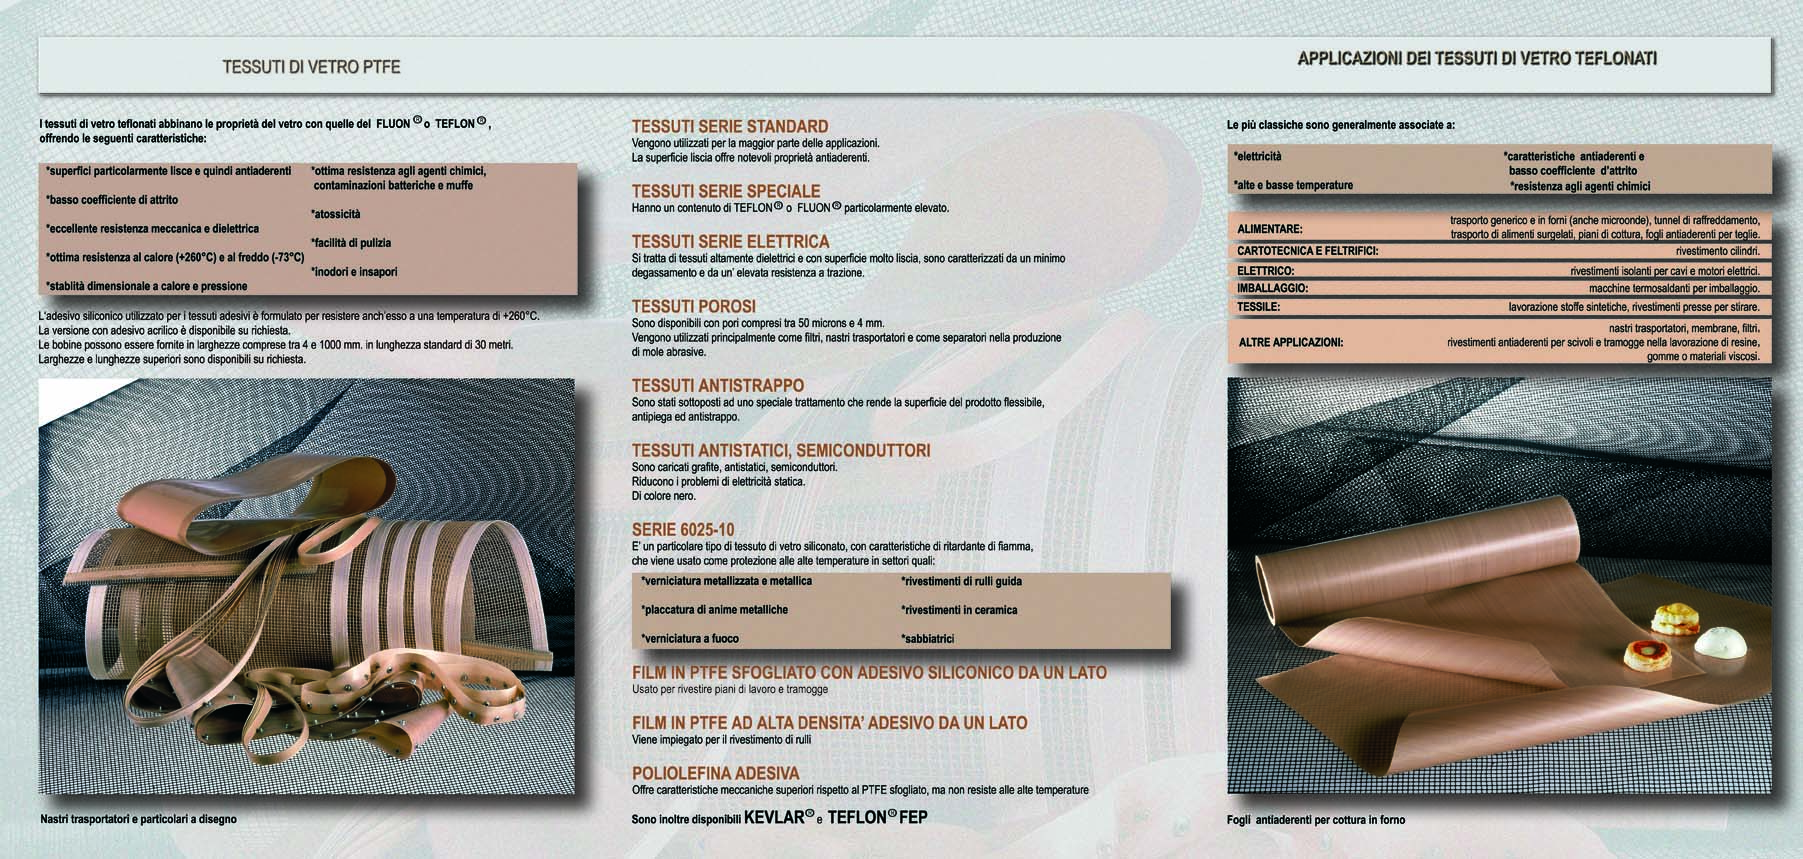 TESSUTI DI VETRO PTFE
I tessuti di vetro teflonati abbinano le proprietà del vetro con quelle del FLUON ® o TEFLON ® ,
offrendo le seguenti caratteristiche:
*superfici particolarmente lisce e quindi antiaderenti
*basso coefficiente di attrito
*eccellente resistenza meccanica e dielettrica
*ottima resistenza al calore (+260°C) e al freddo (-73°C)
*stablità dimensionale a calore e pressione
*ottima resistenza agli agenti chimici,
contaminazioni batteriche e muffe
*atossicità
*facilità di pulizia
*inodori e insapori
L'adesivo siliconico utilizzato per i tessuti adesivi è formulato per resistere anch'esso a una temperatura di +260°C.
La versione con adesivo acrilico è disponibile su richiesta.
Le bobine possono essere fornite in larghezze comprese tra 4 e 1000 mm. in lunghezza standard di 30 metri.
Larghezze e lunghezze superiori sono disponibili su richiesta.
Nastri trasportatori e particolari a disegno
TESSUTI SERIE STANDARD
Vengono utilizzati per la maggior parte delle applicazioni.
La superficie liscia offre notevoli proprietà antiaderenti.
TESSUTI SERIE SPECIALE
Hanno un contenuto di TEFLON ® o FLUON ® particolarmente elevato.
TESSUTI SERIE ELETTRICA
Si tratta di tessuti altamente dielettrici e con superficie molto liscia, sono caratterizzati da un minimo
degassamento e da un' elevata resistenza a trazione.
TESSUTI POROSI
Sono disponibili con pori compresi tra 50 microns e 4 mm.
Vengono utilizzati principalmente come filtri, nastri trasportatori e come separatori nella produzione
di mole abrasive.
TESSUTI ANTISTRAPPO
Sono stati sottoposti ad uno speciale trattamento che rende la superficie del prodotto flessibile,
antipiega ed antistrappo.
TESSUTI ANTISTATICI, SEMICONDUTTORI
Sono caricati grafite, antistatici, semiconduttori.
Riducono i problemi di elettricità statica.
Di colore nero.
SERIE 6025-10
E' un particolare tipo di tessuto di vetro siliconato, con caratteristiche di ritardante di fiamma,
che viene usato come protezione alle alte temperature in settori quali:
*verniciatura metallizzata e metallica
*placcatura di anime metalliche
*verniciatura a fuoco
*rivestimenti di rulli guida
*rivestimenti in ceramica
*sabbiatrici
FILM IN PTFE SFOGLIATO CON ADESIVO SILICONICO DA UN LATO
Usato per rivestire piani di lavoro e tramogge
FILM IN PTFE AD ALTA DENSITA' ADESIVO DA UN LATO
Viene impiegato per il rivestimento di rulli
POLIOLEFINA ADESIVA
Offre caratteristiche meccaniche superiori rispetto al PTFE sfogliato, ma non resiste alle alte temperature
Sono inoltre disponibili KEVLAR® e TEFLON® FEP
APPLICAZIONI DEI TESSUTI DI VETRO TEFLONATI
Le più classiche sono generalmente associate a:
*elettricità
*alte e basse temperature
*caratteristiche antiaderenti e
basso coefficiente d'attrito
*resistenza agli agenti chimici
ALIMENTARE: trasporto generico e in forni (anche microonde), tunnel di raffreddamento,
trasporto di alimenti surgelati, piani di cottura, fogli antiaderenti per teglie.
CARTOTECNICA E FELTRIFICI: rivestimento cilindri.
ELETTRICO: rivestimenti isolanti per cavi e motori elettrici.
IMBALLAGGIO: macchine termosaldanti per imballaggio.
TESSILE: lavorazione stoffe sintetiche, rivestimenti presse per stirare.
ALTRE APPLICAZIONI: nastri trasportatori, membrane, filtri,
rivestimenti antiaderenti per scivoli e tramogge nella lavorazione di resine,
gomme o materiali viscosi.
Fogli antiaderenti per cottura in forno